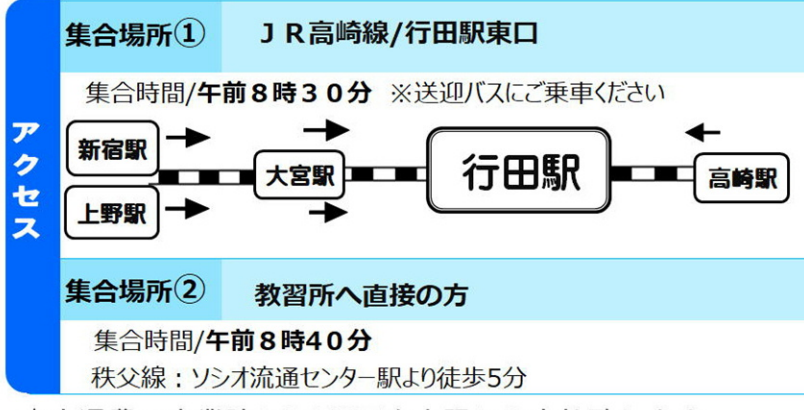 アクセス
集合場所① ＪＲ高崎線/行田駅東口
集合時間/午前８時３０分 ※送迎バスにご乗車ください
新宿駅
上野駅
大宮駅
行田駅
高崎駅
集合場所② 教習所へ直接の方
集合時間/午前８時40分
秩父線：ソシオ流通センター駅より徒歩5分